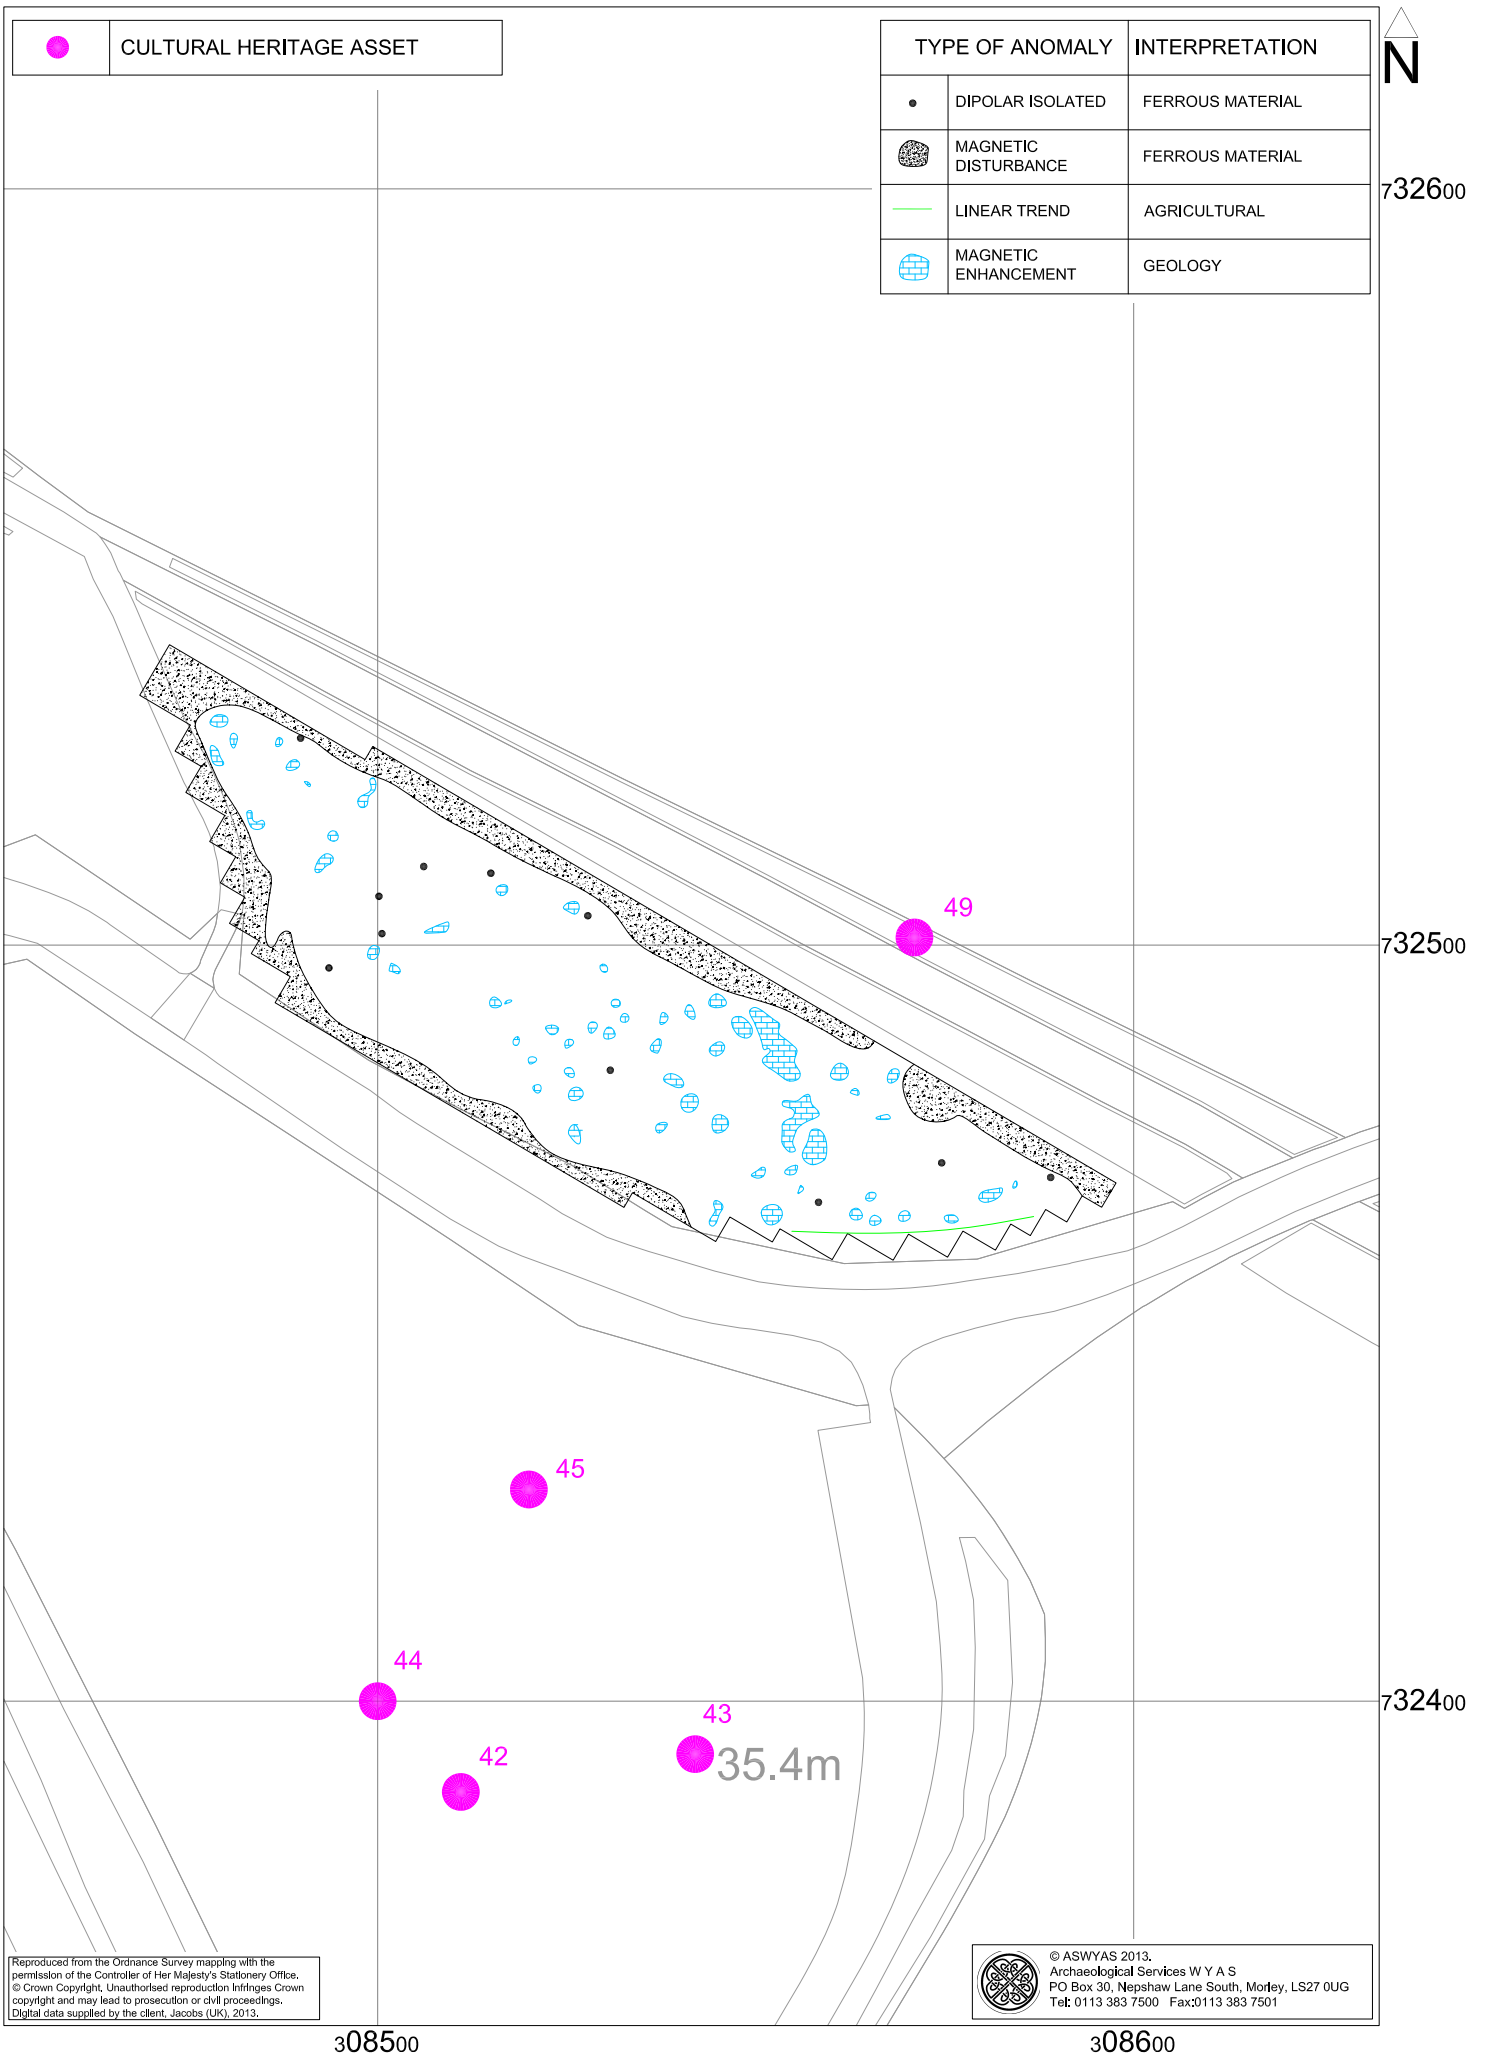 CULTURAL HERITAGE ASSET
TYPE OF ANOMALY INTERPRETATION
DIPOLAR ISOLATED FERROUS MATERIAL
MAGNETIC
DISTURBANCE FERROUS MATERIAL
LINEAR TREND AGRICULTURAL
MAGNETIC
ENHANCEMENT GEOLOGY
N
732600
49
732500
45
44
732400
43
35.4m
42
Reproduced from the Ordnance Survey mapping with the
permission of the Controller of Her Majesty's Stationery Office.
© Crown Copyright, Unauthorised reproduction Infringes Crown
copyright and may lead to prosecution or civil proceedings.
Digital data supplied by the client, Jacobs (UK), 2013.
© ASWYAS 2013.
Archaeological Services W Y A S
PO Box 30, Nepshaw Lane South, Morley, LS27 0UG
Tel: 0113 383 7500 Fax:0113 383 7501
308500
308600